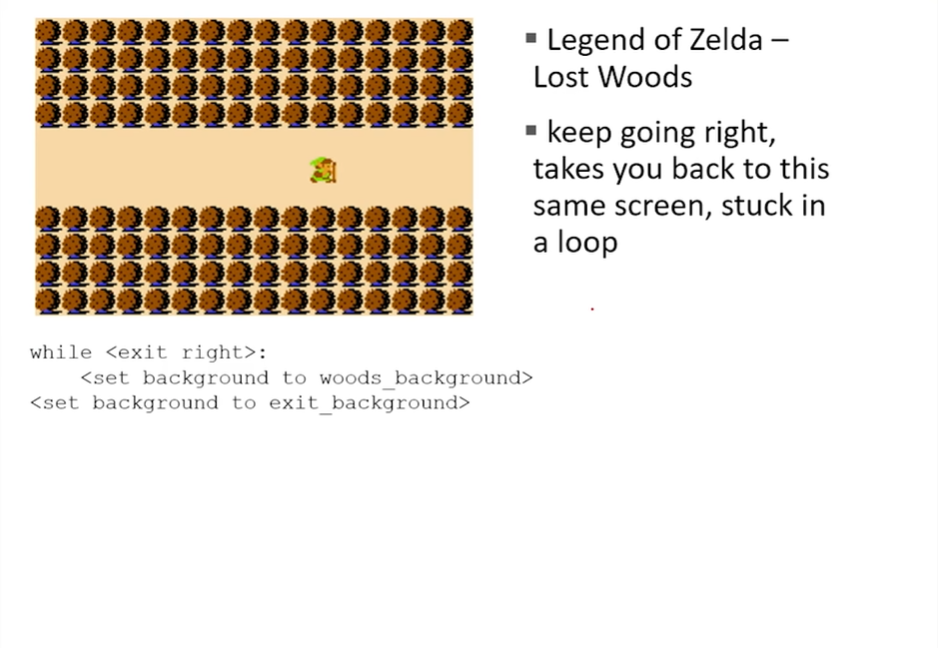 ▪ Legend of Zelda –
Lost Woods
▪ keep going right,
takes you back to this
same screen, stuck in
a loop
while <exit right>:
    <set background to woods_background>
<set background to exit_background>